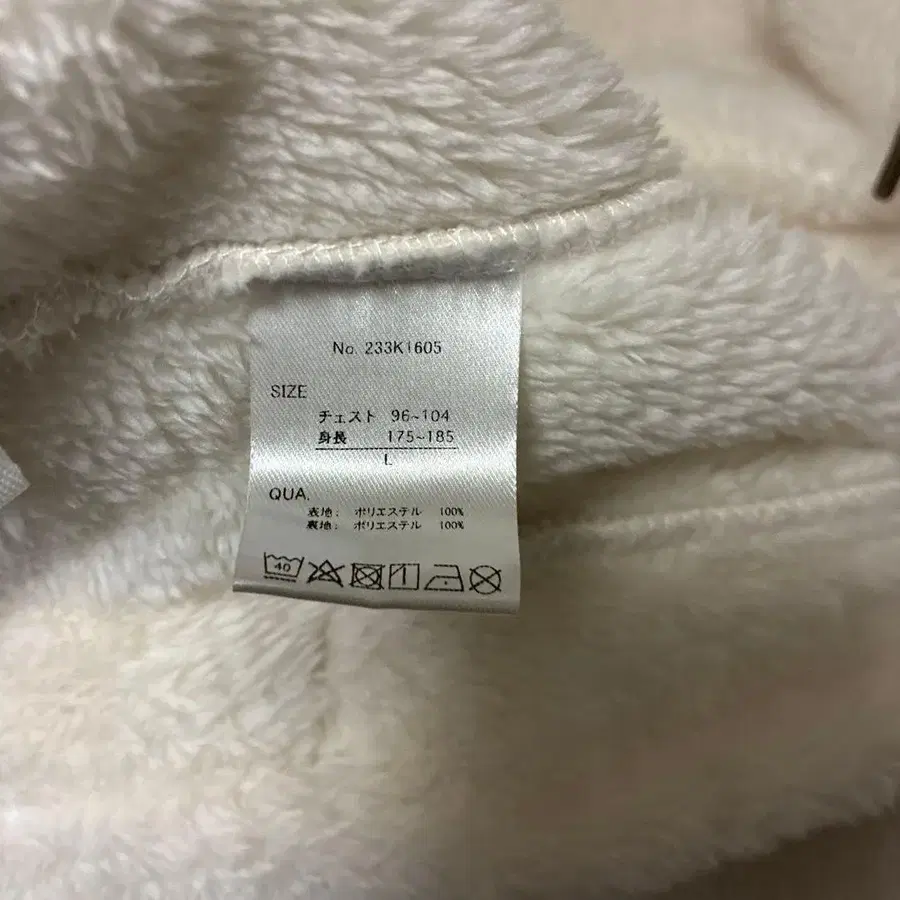 No. 233K1605
SIZE
チェスト 96~104
身長 175~185
L
QUA.
表地: ポリエステル 100%
裏地: ポリエステル 100%
40